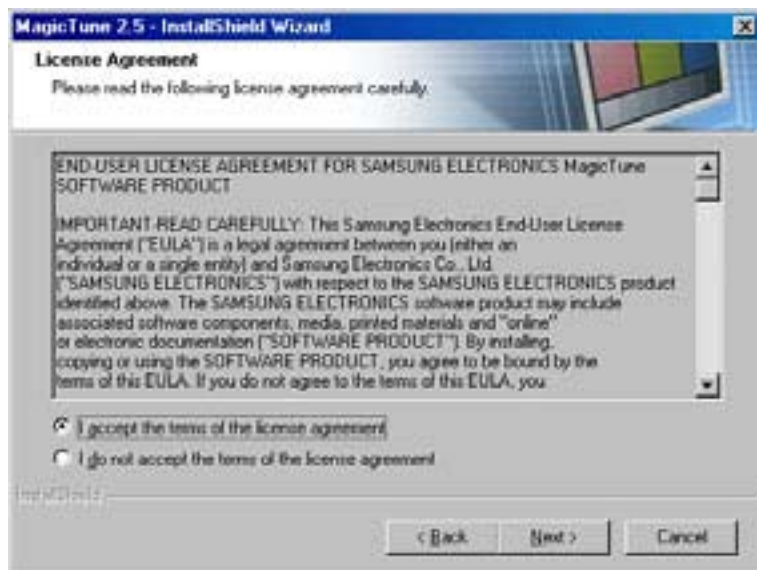 MagicTune 2.5 - InstallShield Wizard
License Agreement
Please read the following license agreement carefully.
END-USER LICENSE AGREEMENT FOR SAMSUNG ELECTRONICS MagicTune
SOFTWARE PRODUCT
IMPORTANT-READ CAREFULLY: This Samsung Electronics End-User License
Agreement ("EULA") is a legal agreement between you (either an
individual or a single entity) and Samsung Electronics Co., Ltd.
("SAMSUNG ELECTRONICS") with respect to the SAMSUNG ELECTRONICS product
identified above. The SAMSUNG ELECTRONICS software product may include
associated software components, media, printed materials and "online"
or electronic documentation ("SOFTWARE PRODUCT"). By installing,
copying or using the SOFTWARE PRODUCT, you agree to be bound by the
terms of this EULA. If you do not agree to the terms of this EULA, you
I accept the terms of the license agreement
I do not accept the terms of the license agreement
InstallShield
< Back
Next >
Cancel